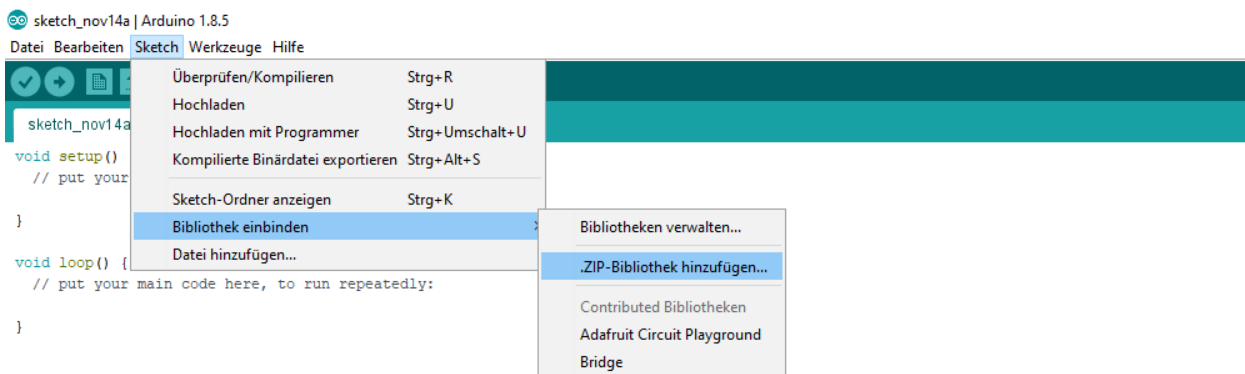 sketch_nov14a | Arduino 1.8.5
Datei Bearbeiten Sketch Werkzeuge Hilfe
Überprüfen/Kompilieren Strg+R
Hochladen Strg+U
Hochladen mit Programmer Strg+Umschalt+U
Kompilierte Binärdatei exportieren Strg+Alt+S
Sketch-Ordner anzeigen Strg+K
Bibliothek einbinden
Datei hinzufügen...
Bibliotheken verwalten...
.ZIP-Bibliothek hinzufügen...
Contributed Bibliotheken
Adafruit Circuit Playground
Bridge
sketch_nov14a
void setup()
// put your
}
void loop() {
// put your main code here, to run repeatedly:
}